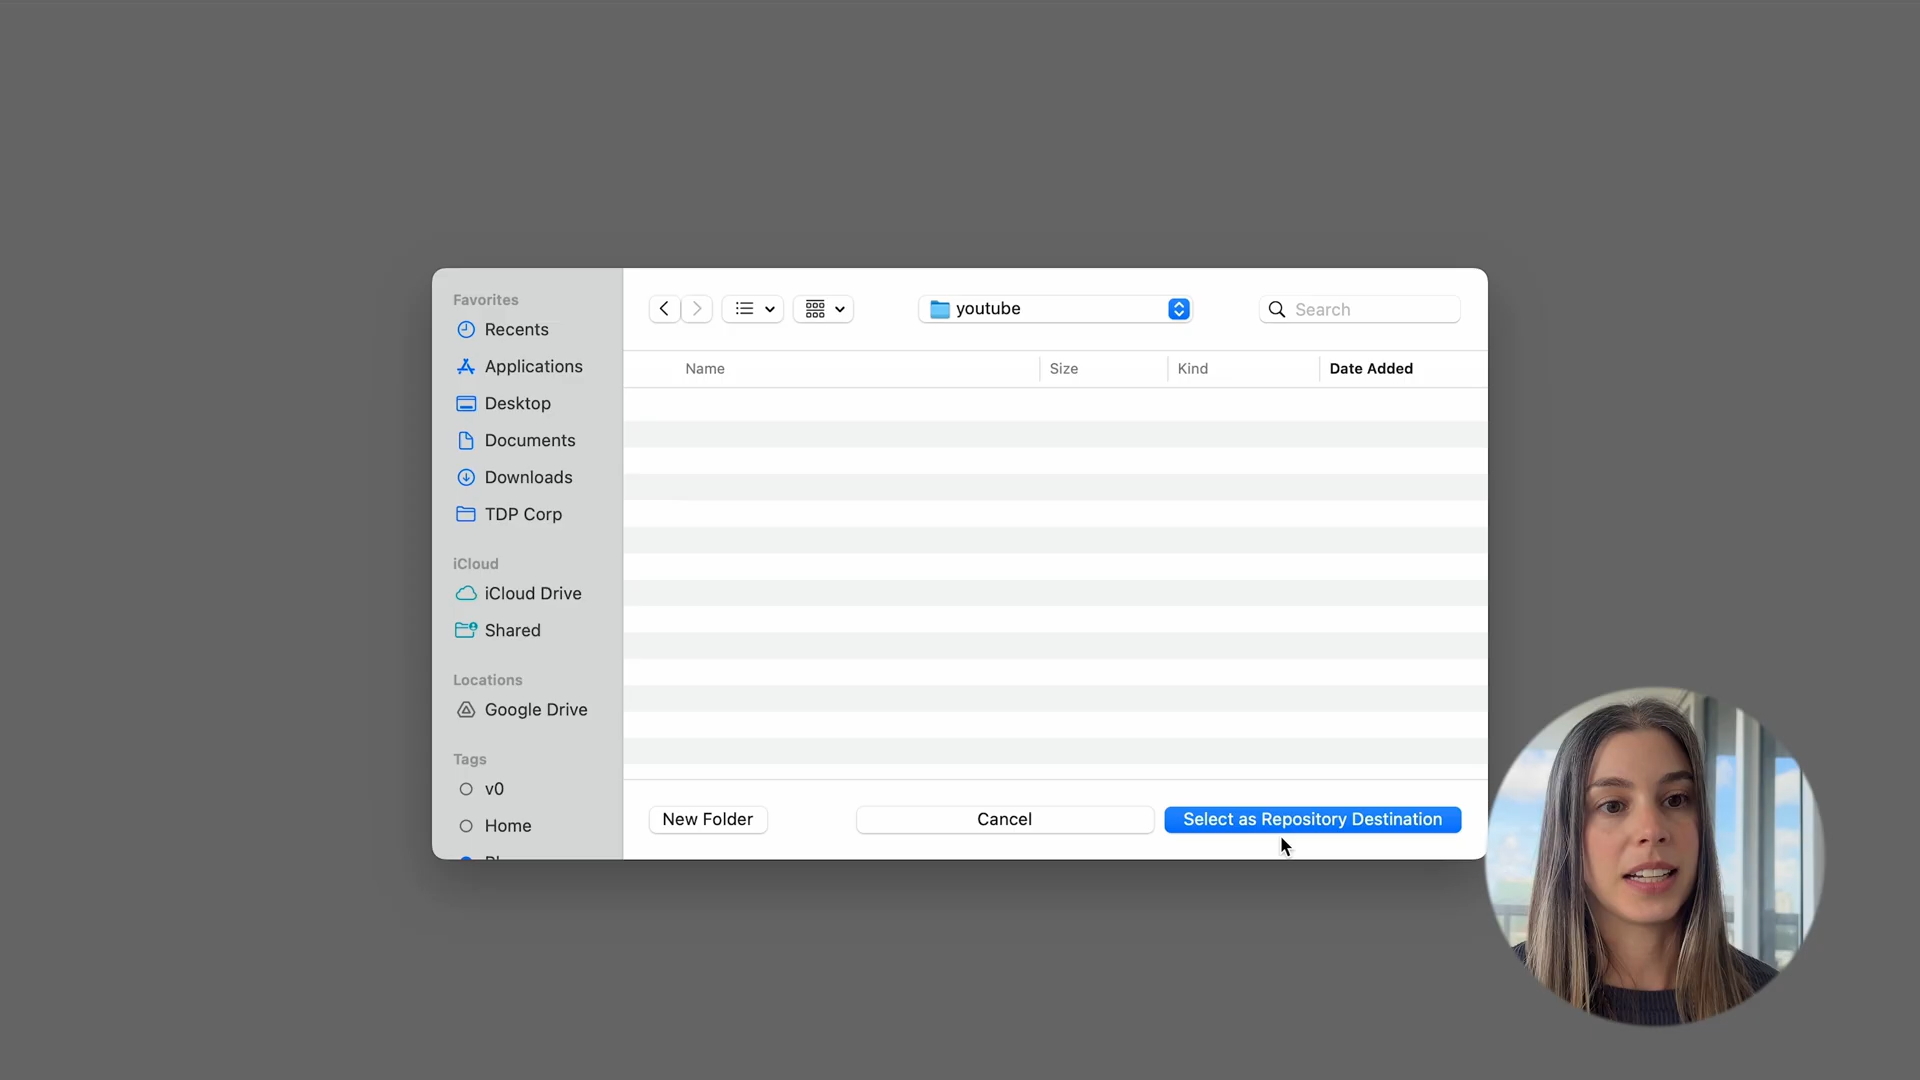 Favorites
Recents
Applications
Desktop
Documents
Downloads
TDP Corp
iCloud
iCloud Drive
Shared
Locations
Google Drive
Tags
v0
Home
youtube
Search
Name Size Kind Date Added
New Folder Cancel Select as Repository Destination